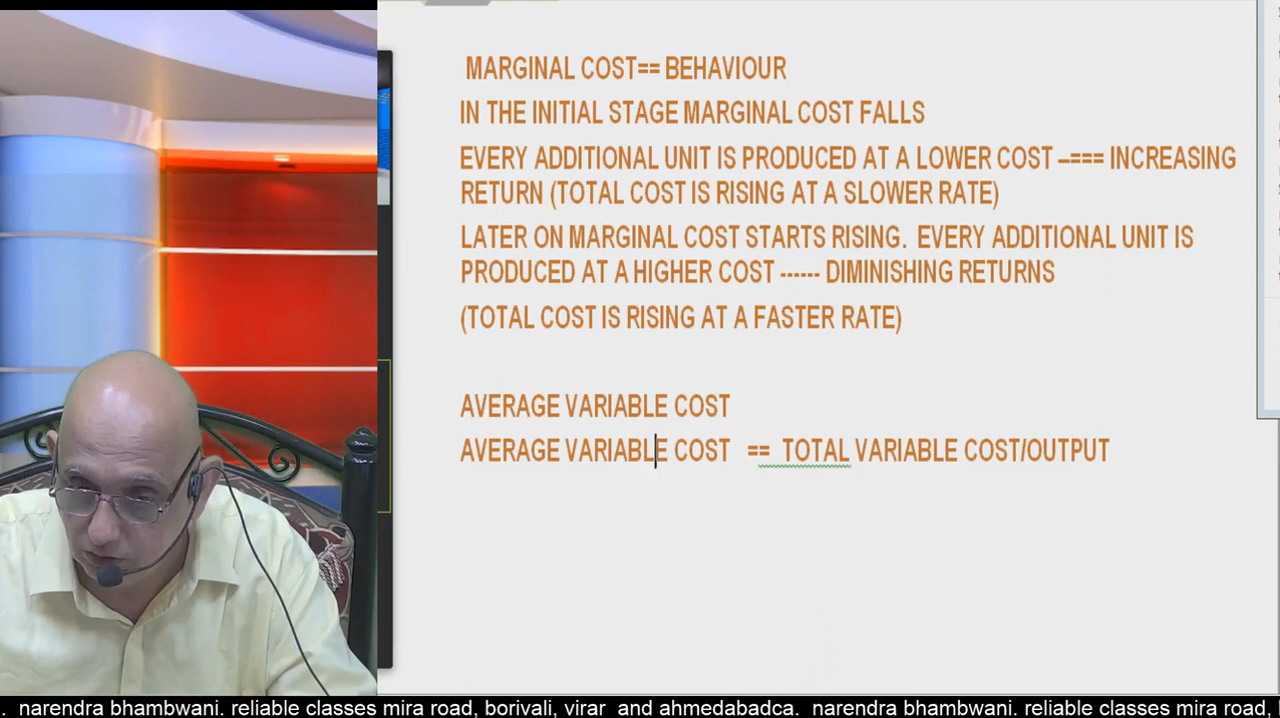 MARGINAL COST== BEHAVIOUR
IN THE INITIAL STAGE MARGINAL COST FALLS
EVERY ADDITIONAL UNIT IS PRODUCED AT A LOWER COST –=== INCREASING
RETURN (TOTAL COST IS RISING AT A SLOWER RATE)
LATER ON MARGINAL COST STARTS RISING.  EVERY ADDITIONAL UNIT IS
PRODUCED AT A HIGHER COST ------ DIMINISHING RETURNS
(TOTAL COST IS RISING AT A FASTER RATE)
AVERAGE VARIABLE COST
AVERAGE VARIABLE COST  ==  TOTAL VARIABLE COST/OUTPUT
.  narendra bhambwani. reliable classes mira road, borivali, virar  and ahmedabadca.  narendra bhambwani. reliable classes mira road,